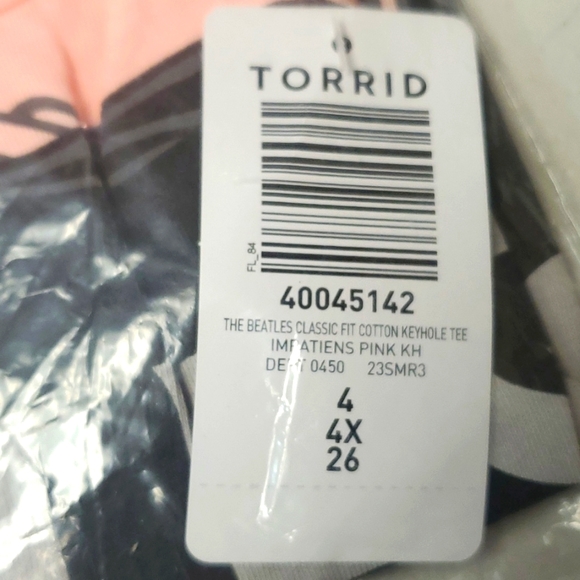 TORRID
FL_84
40045142
THE BEATLES CLASSIC FIT COTTON KEYHOLE TEE
IMPATIENS PINK KH
DEPT 0450 23SMR3
4
4X
26